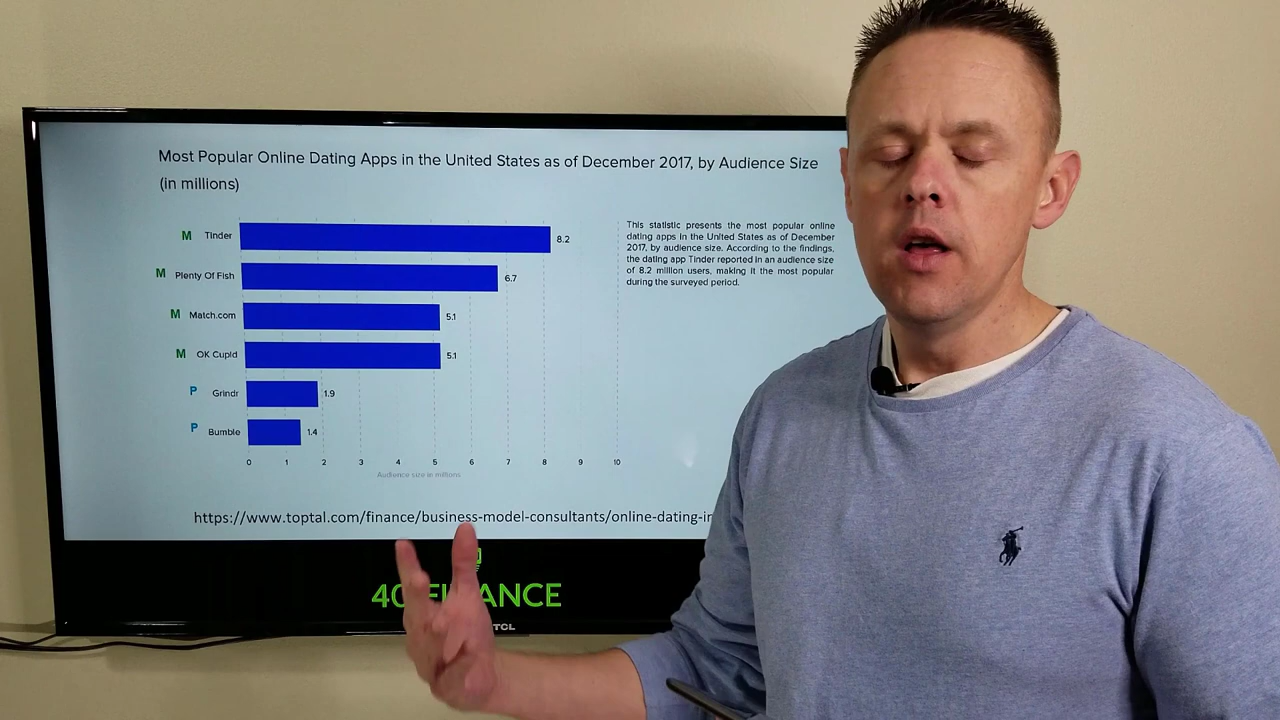 Most Popular Online Dating Apps in the United States as of December 2017, by Audience Size
(in millions)
M Tinder 8.2
M Plenty Of Fish 6.7
M Match.com 5.1
M OK Cupid 5.1
P Grindr 1.9
P Bumble 1.4
0 1 2 3 4 5 6 7 8 9 10
Audience size in millions
This statistic presents the most popular online
dating apps in the United States as of December
2017, by audience size. According to the findings,
the dating app Tinder reported in an audience size
of 8.2 million users, making it the most popular
during the surveyed period.
https://www.toptal.com/finance/business-model-consultants/online-dating-in
TCL